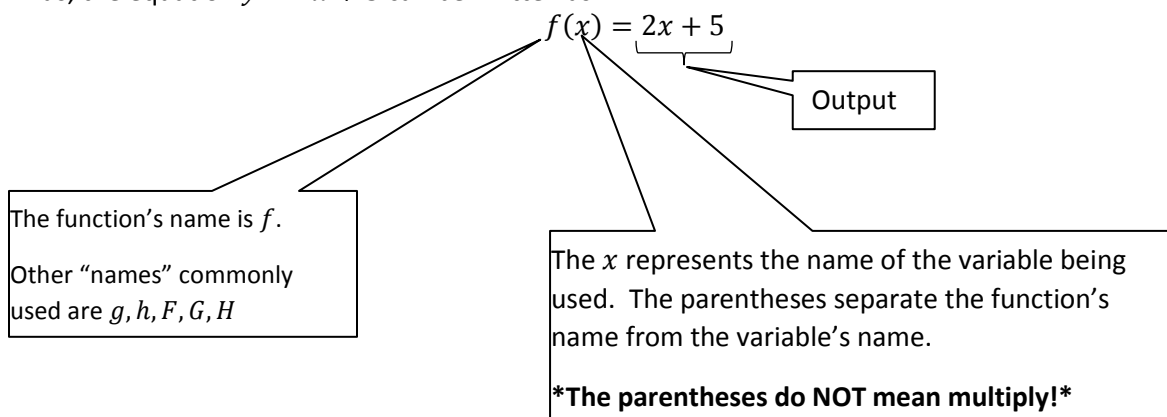 f(x) = 2x + 5
Output
The function’s name is f.
Other “names” commonly
used are g, h, F, G, H
The x represents the name of the variable being
used. The parentheses separate the function’s
name from the variable’s name.
*The parentheses do NOT mean multiply!*